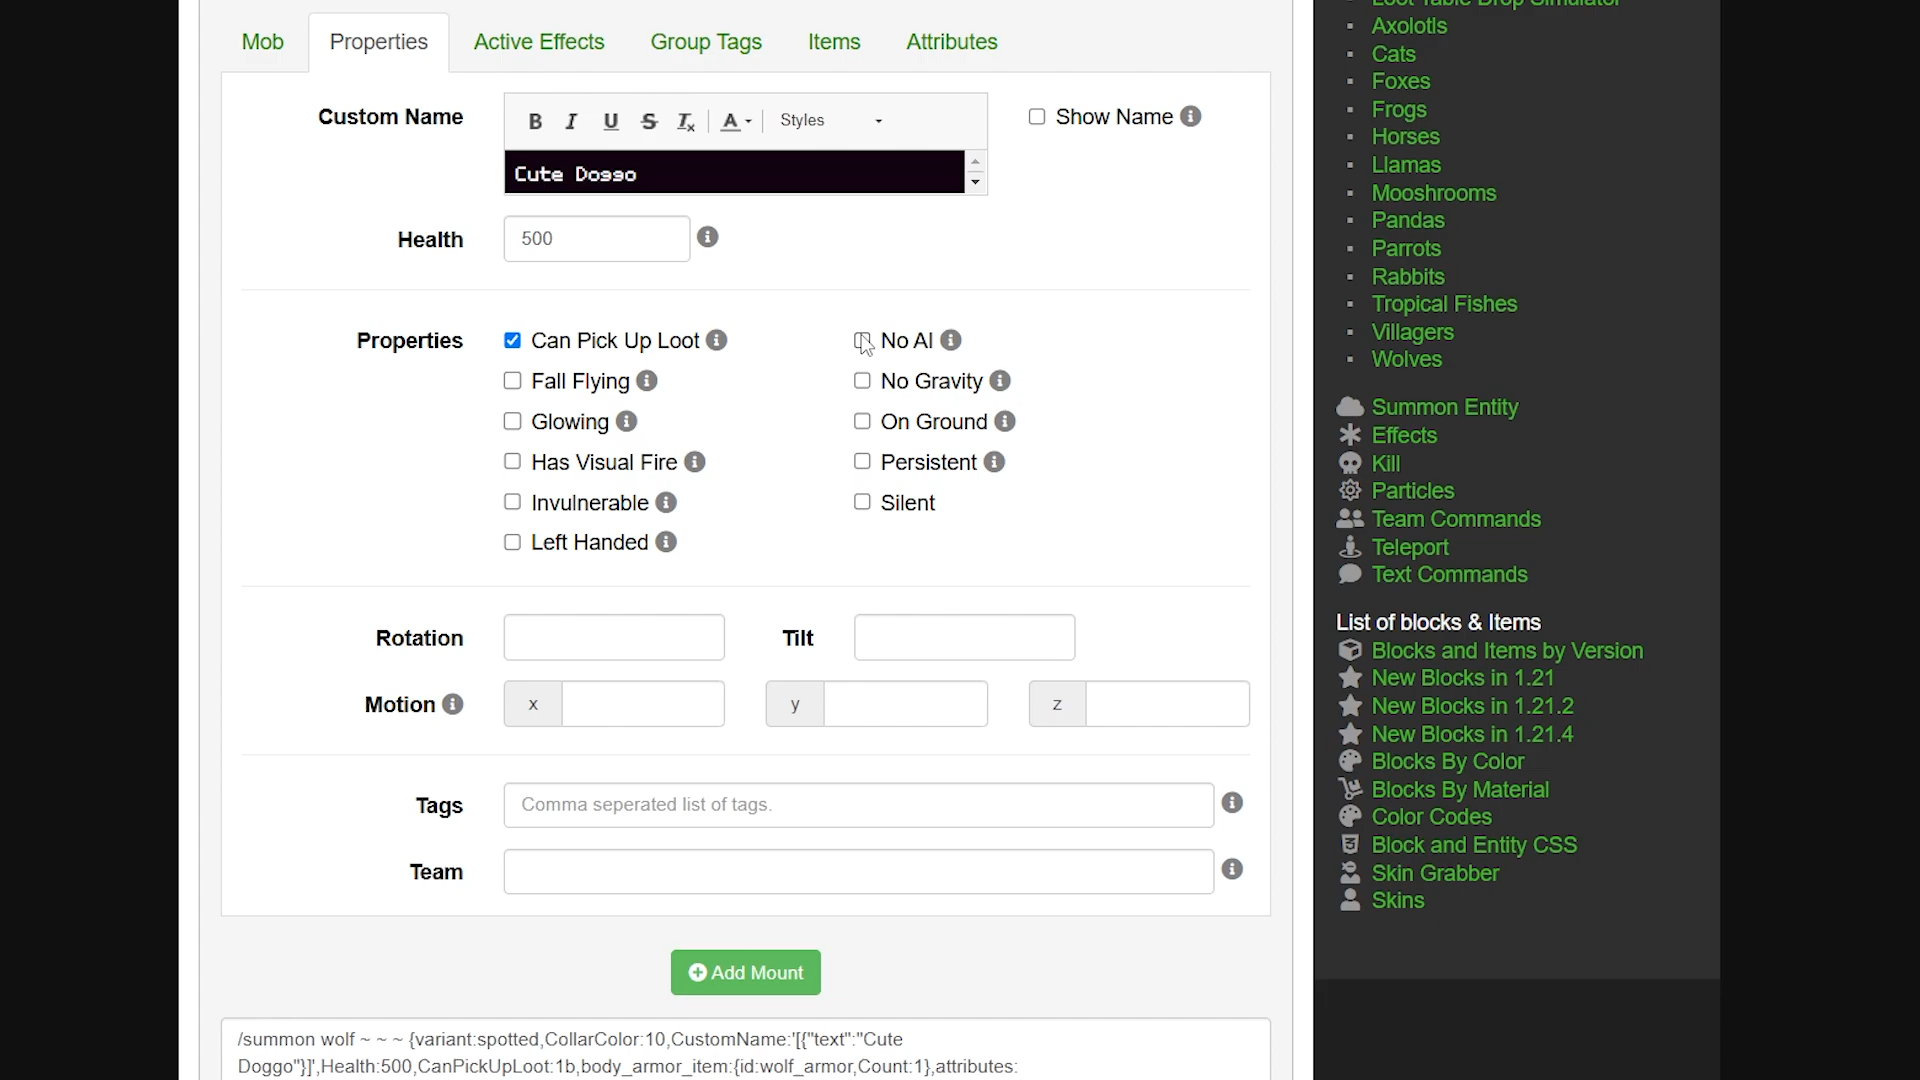 Mob Properties Active Effects Group Tags Items Attributes
Custom Name B I U S Tx A Styles Show Name
Cute Doggo
Health 500
Properties Can Pick Up Loot No AI
Fall Flying No Gravity
Glowing On Ground
Has Visual Fire Persistent
Invulnerable Silent
Left Handed
Rotation Tilt
Motion x y z
Tags Comma seperated list of tags.
Team
Add Mount
/summon wolf ~ ~ ~ {variant:spotted,CollarColor:10,CustomName:'[{"text":"Cute
Doggo"}]',Health:500,CanPickUpLoot:1b,body_armor_item:{id:wolf_armor,Count:1},attributes:
Loot Table Drop Simulator
Axolotls
Cats
Foxes
Frogs
Horses
Llamas
Mooshrooms
Pandas
Parrots
Rabbits
Tropical Fishes
Villagers
Wolves
Summon Entity
Effects
Kill
Particles
Team Commands
Teleport
Text Commands
List of blocks & Items
Blocks and Items by Version
New Blocks in 1.21
New Blocks in 1.21.2
New Blocks in 1.21.4
Blocks By Color
Blocks By Material
Color Codes
Block and Entity CSS
Skin Grabber
Skins